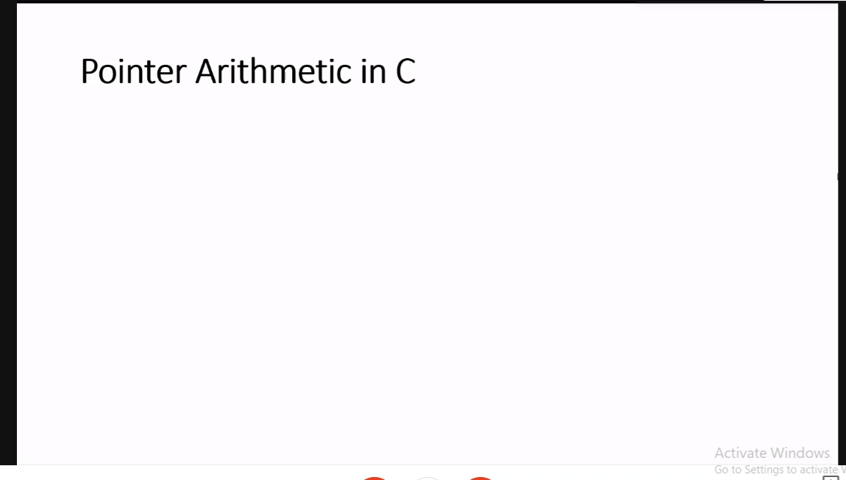 Pointer Arithmetic in C
Activate Windows
Go to Settings to activate